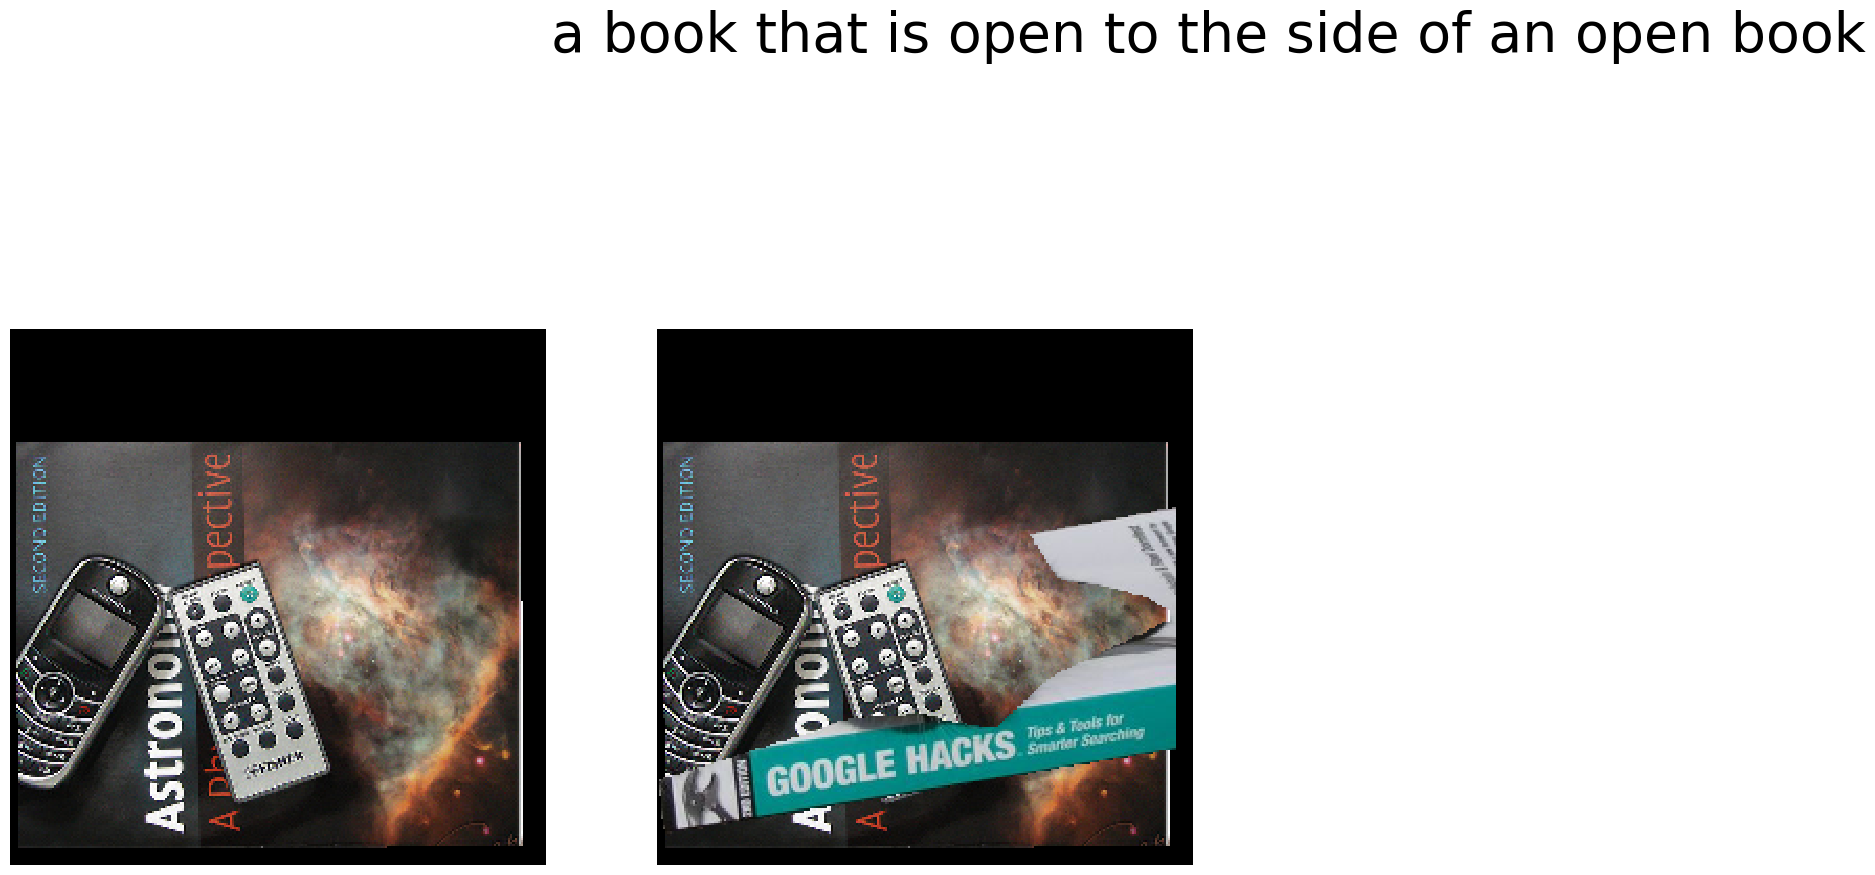 a book that is open to the side of an open book
SECOND EDITION
Astronom
A ph
pective
SECOND EDITION
A
onom
A
pective
GOOGLE HACKS
Tips & Tools for
Smarter Searching